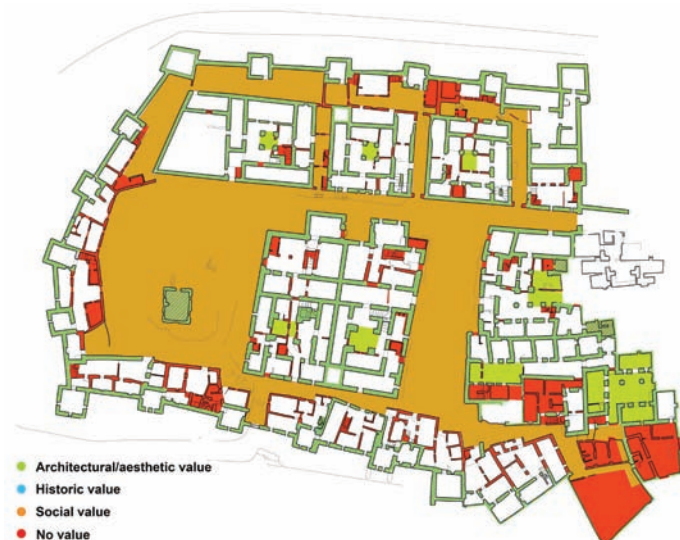 Architectural/aesthetic value
Historic value
Social value
No value